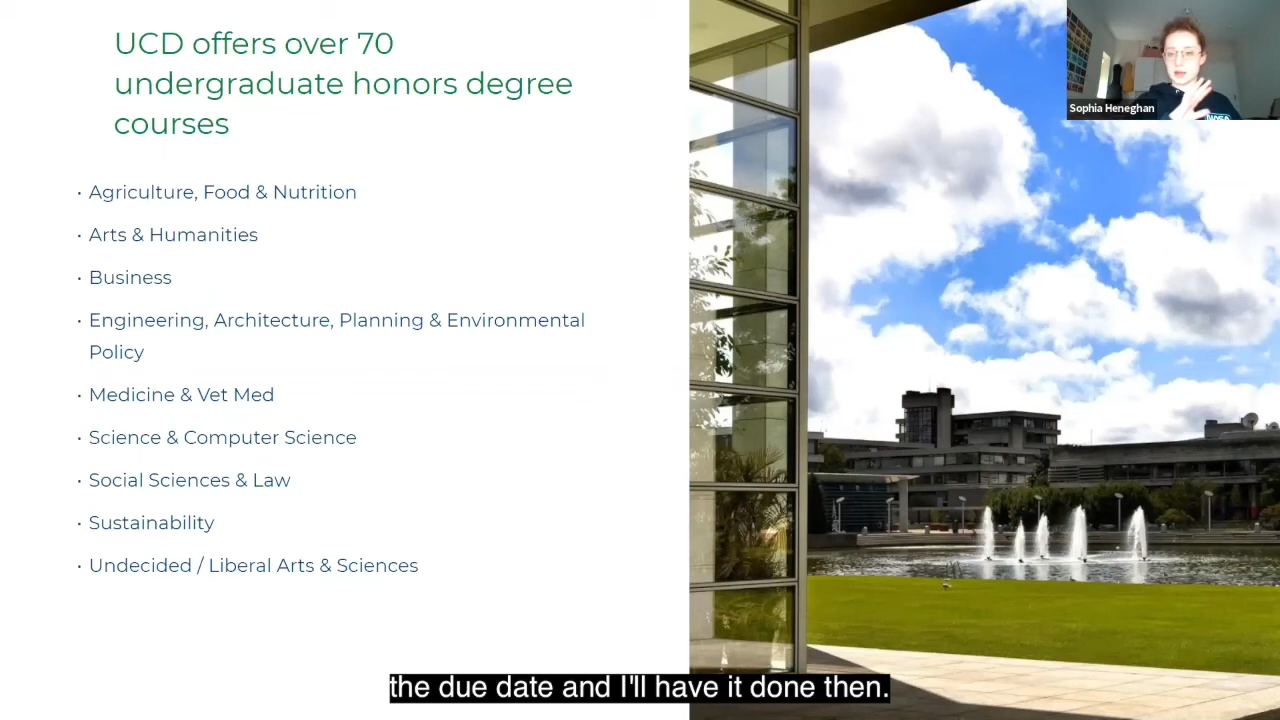 UCD offers over 70
undergraduate honors degree
courses
· Agriculture, Food & Nutrition
· Arts & Humanities
· Business
· Engineering, Architecture, Planning & Environmental
Policy
· Medicine & Vet Med
· Science & Computer Science
· Social Sciences & Law
· Sustainability
· Undecided / Liberal Arts & Sciences
Sophia Heneghan
NASA
the due date and I'll have it done then.